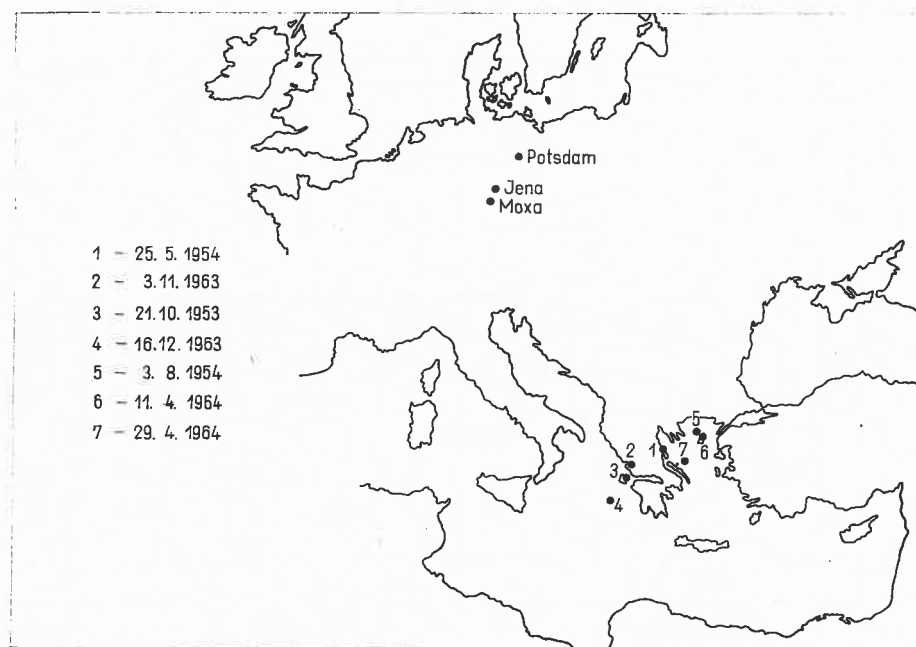 Potsdam
Jena
Moxa
1 – 25. 5. 1954
2 – 3. 11. 1963
3 – 21. 10. 1953
4 – 16. 12. 1963
5 – 3. 8. 1954
6 – 11. 4. 1964
7 – 29. 4. 1964
5
1
6
2
7
3
4